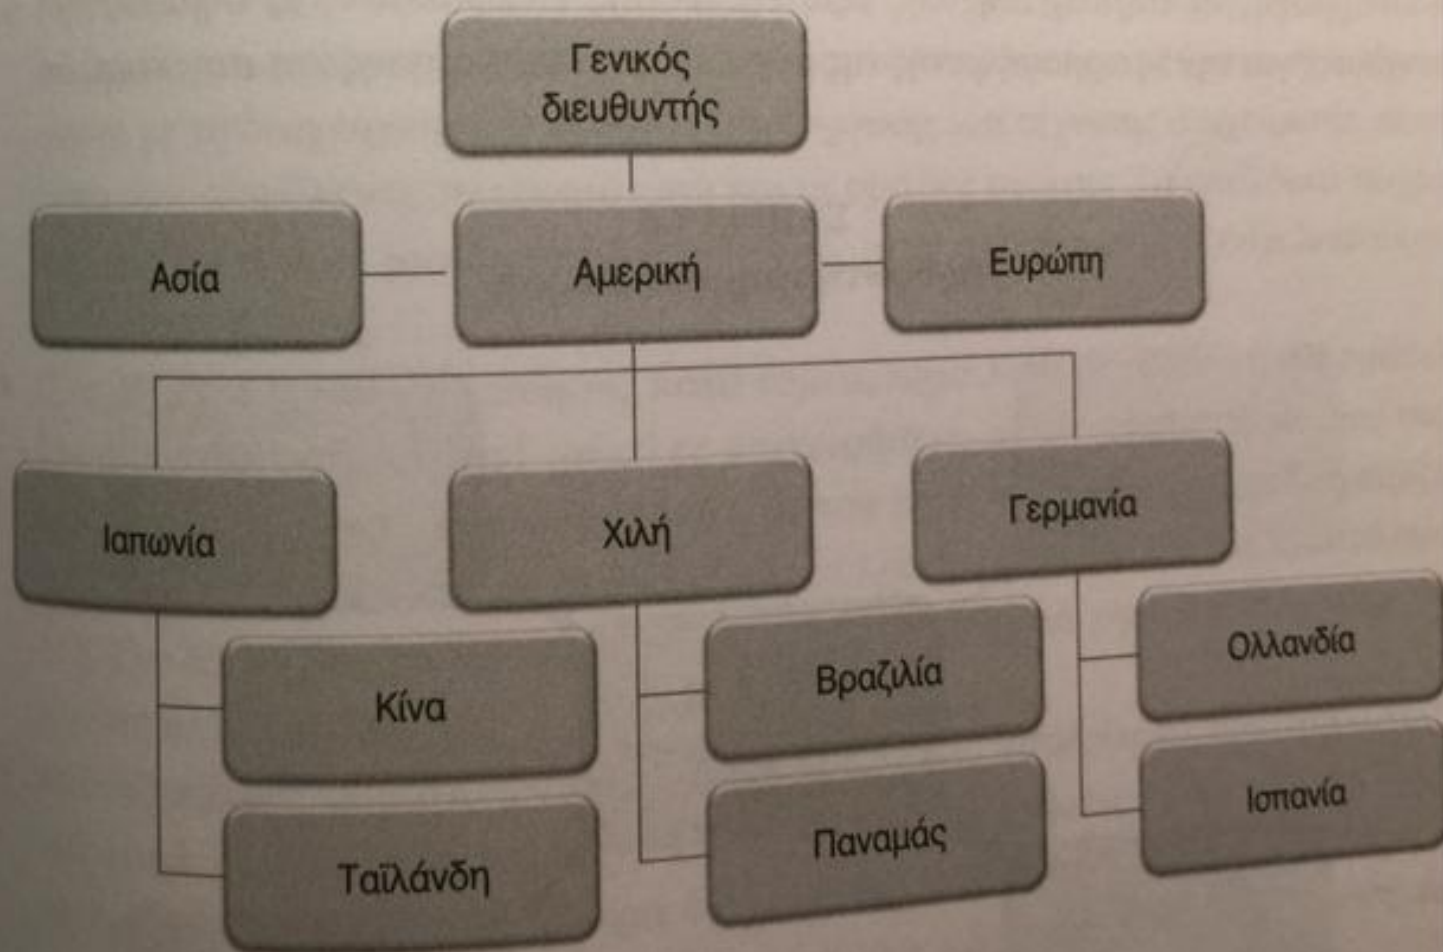 Γενικός
διευθυντής
Ασία
Αμερική
Ευρώπη
Ιαπωνία
Χιλή
Γερμανία
Κίνα
Βραζιλία
Ολλανδία
Ταϊλάνδη
Παναμάς
Ισπανία